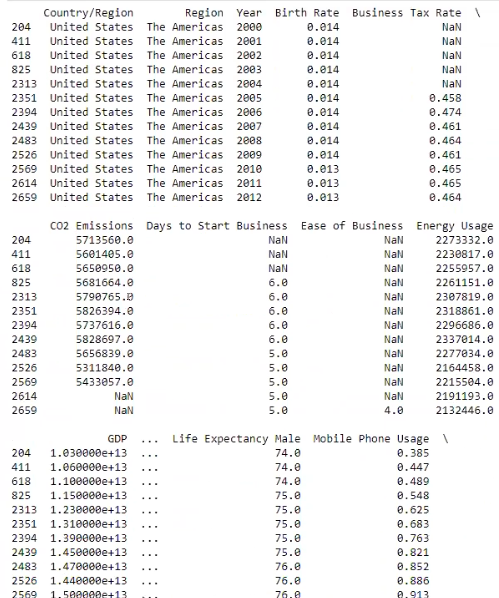 Country/Region Region Year Birth Rate Business Tax Rate \
204 United States The Americas 2000 0.014 NaN
411 United States The Americas 2001 0.014 NaN
618 United States The Americas 2002 0.014 NaN
825 United States The Americas 2003 0.014 NaN
2313 United States The Americas 2004 0.014 NaN
2351 United States The Americas 2005 0.014 0.458
2394 United States The Americas 2006 0.014 0.474
2439 United States The Americas 2007 0.014 0.461
2483 United States The Americas 2008 0.014 0.464
2526 United States The Americas 2009 0.014 0.461
2569 United States The Americas 2010 0.013 0.465
2614 United States The Americas 2011 0.013 0.465
2659 United States The Americas 2012 0.013 0.464
CO2 Emissions Days to Start Business Ease of Business Energy Usage
204 5713560.0 NaN NaN 2273332.0
411 5601405.0 NaN NaN 2230817.0
618 5650950.0 NaN NaN 2255957.0
825 5681664.0 6.0 NaN 2261151.0
2313 5790765.0 6.0 NaN 2307819.0
2351 5826394.0 6.0 NaN 2318861.0
2394 5737616.0 6.0 NaN 2296686.0
2439 5828697.0 6.0 NaN 2337014.0
2483 5656839.0 5.0 NaN 2277034.0
2526 5311840.0 5.0 NaN 2164458.0
2569 5433057.0 5.0 NaN 2215504.0
2614 NaN 5.0 NaN 2191193.0
2659 NaN 5.0 4.0 2132446.0
GDP ... Life Expectancy Male Mobile Phone Usage \
204 1.030000e+13 ... 74.0 0.385
411 1.060000e+13 ... 74.0 0.447
618 1.100000e+13 ... 74.0 0.489
825 1.150000e+13 ... 75.0 0.548
2313 1.230000e+13 ... 75.0 0.625
2351 1.310000e+13 ... 75.0 0.683
2394 1.390000e+13 ... 75.0 0.763
2439 1.450000e+13 ... 75.0 0.821
2483 1.470000e+13 ... 76.0 0.852
2526 1.440000e+13 ... 76.0 0.886
2569 1.500000e+13 ... 76.0 0.913